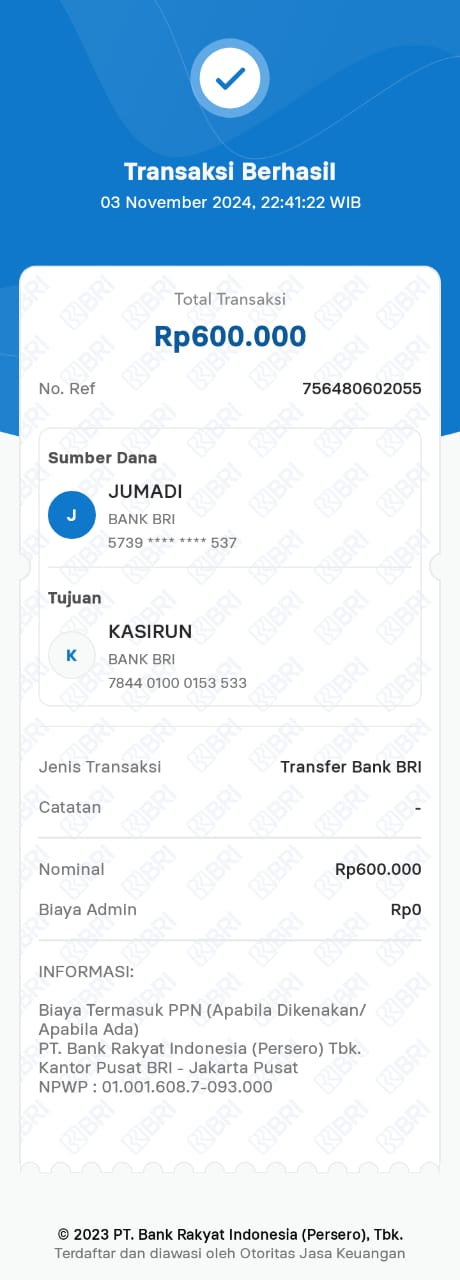 Transaksi Berhasil
03 November 2024, 22:41:22 WIB
Total Transaksi
Rp600.000
No. Ref 756480602055
Sumber Dana
J
JUMADI
BANK BRI
5739 **** **** 537
Tujuan
K
KASIRUN
BANK BRI
7844 0100 0153 533
Jenis Transaksi Transfer Bank BRI
Catatan -
Nominal Rp600.000
Biaya Admin Rp0
INFORMASI:
Biaya Termasuk PPN (Apabila Dikenakan/
Apabila Ada)
PT. Bank Rakyat Indonesia (Persero) Tbk.
Kantor Pusat BRI - Jakarta Pusat
NPWP : 01.001.608.7-093.000
© 2023 PT. Bank Rakyat Indonesia (Persero), Tbk.
Terdaftar dan diawasi oleh Otoritas Jasa Keuangan